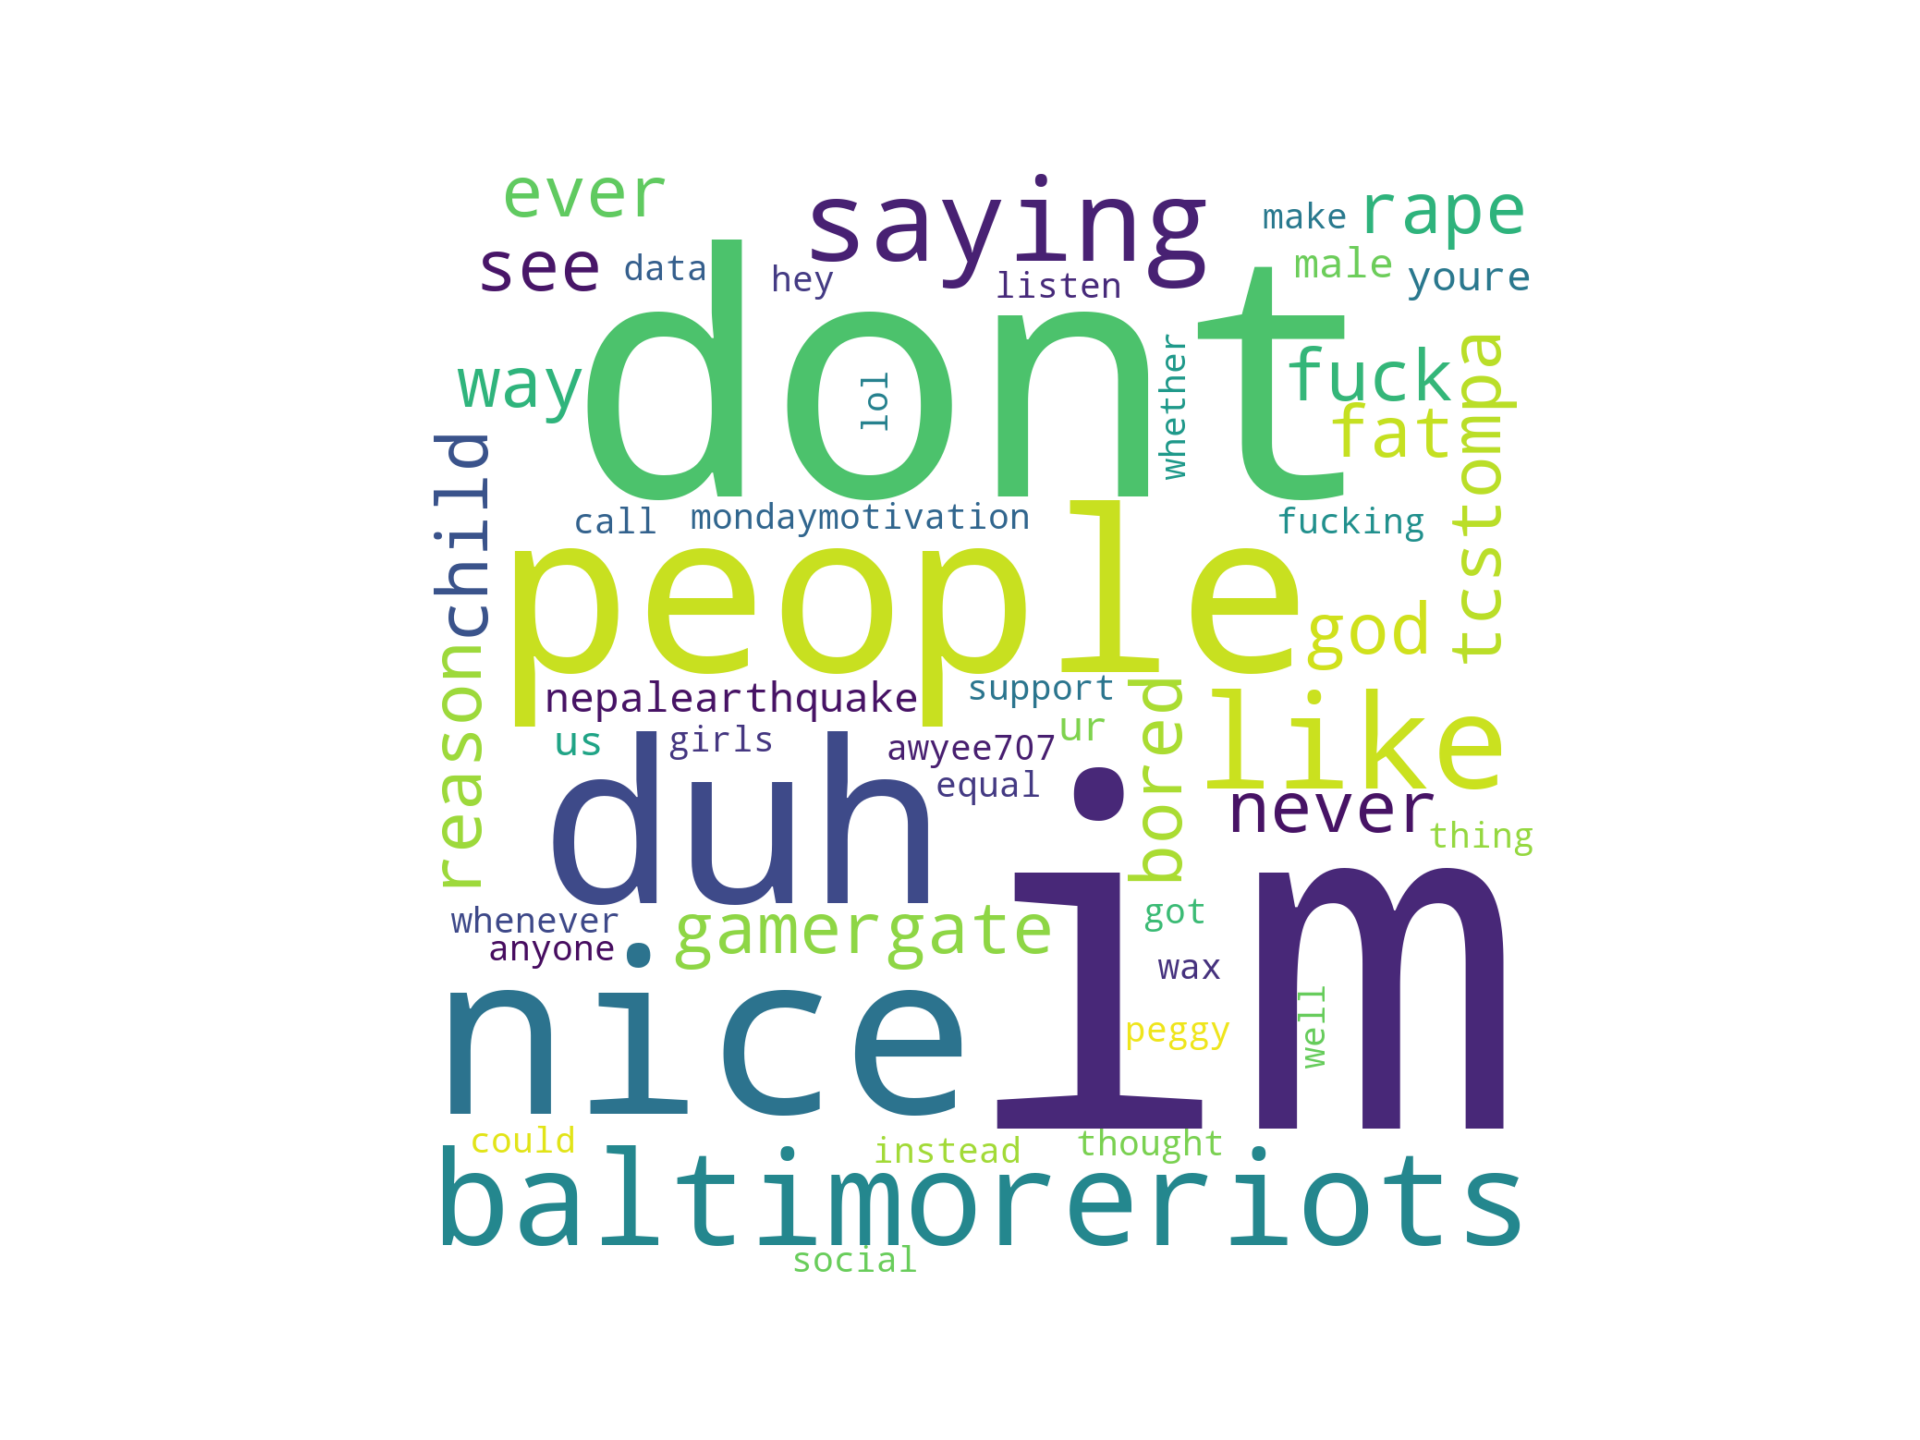 ever
saying
make
rape
see
data
hey
listen
male
youre
dont
way
lol
whether
fuck
fat
tcstompa
child
call
mondaymotivation
fucking
people
god
reason
nepalearthquake
support
bored
like
us
girls
awyee707
ur
duh
equal
im
never
thing
whenever
anyone
gamergate
got
wax
nice
peggy
well
could
instead
thought
baltimoreriots
social